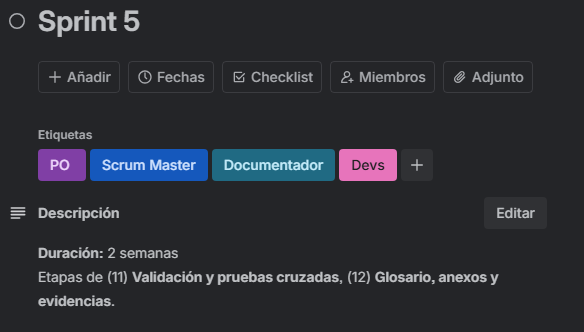 Sprint 5
Añadir Fechas Checklist Miembros Adjunto
Etiquetas
PO Scrum Master Documentador Devs
Descripción Editar
Duración: 2 semanas
Etapas de (11) Validación y pruebas cruzadas, (12) Glosario, anexos y
evidencias.